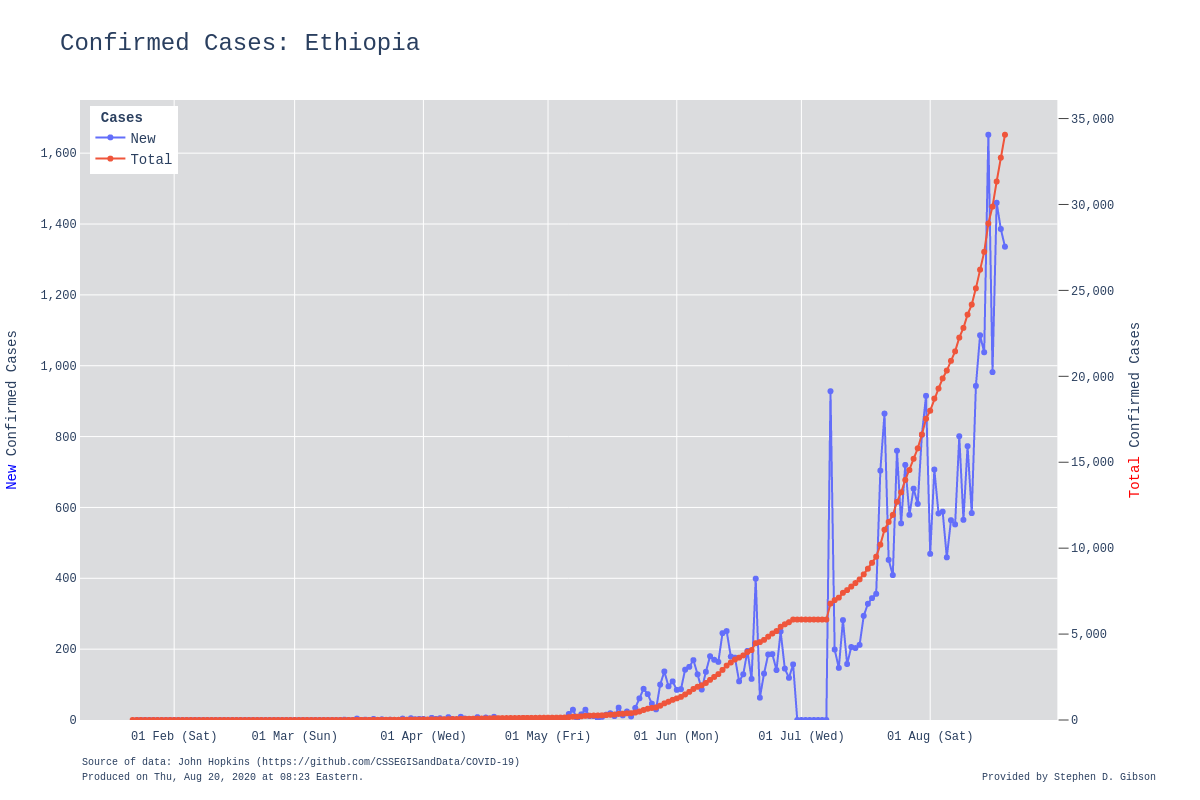 Confirmed Cases: Ethiopia
Cases
New
Total
1,600
1,400
1,200
1,000
800
600
400
200
0
New Confirmed Cases
35,000
30,000
25,000
20,000
15,000
10,000
5,000
0
Total Confirmed Cases
01 Feb (Sat) 01 Mar (Sun) 01 Apr (Wed) 01 May (Fri) 01 Jun (Mon) 01 Jul (Wed) 01 Aug (Sat)
Source of data: John Hopkins (https://github.com/CSSEGISandData/COVID-19)
Produced on Thu, Aug 20, 2020 at 08:23 Eastern.
Provided by Stephen D. Gibson